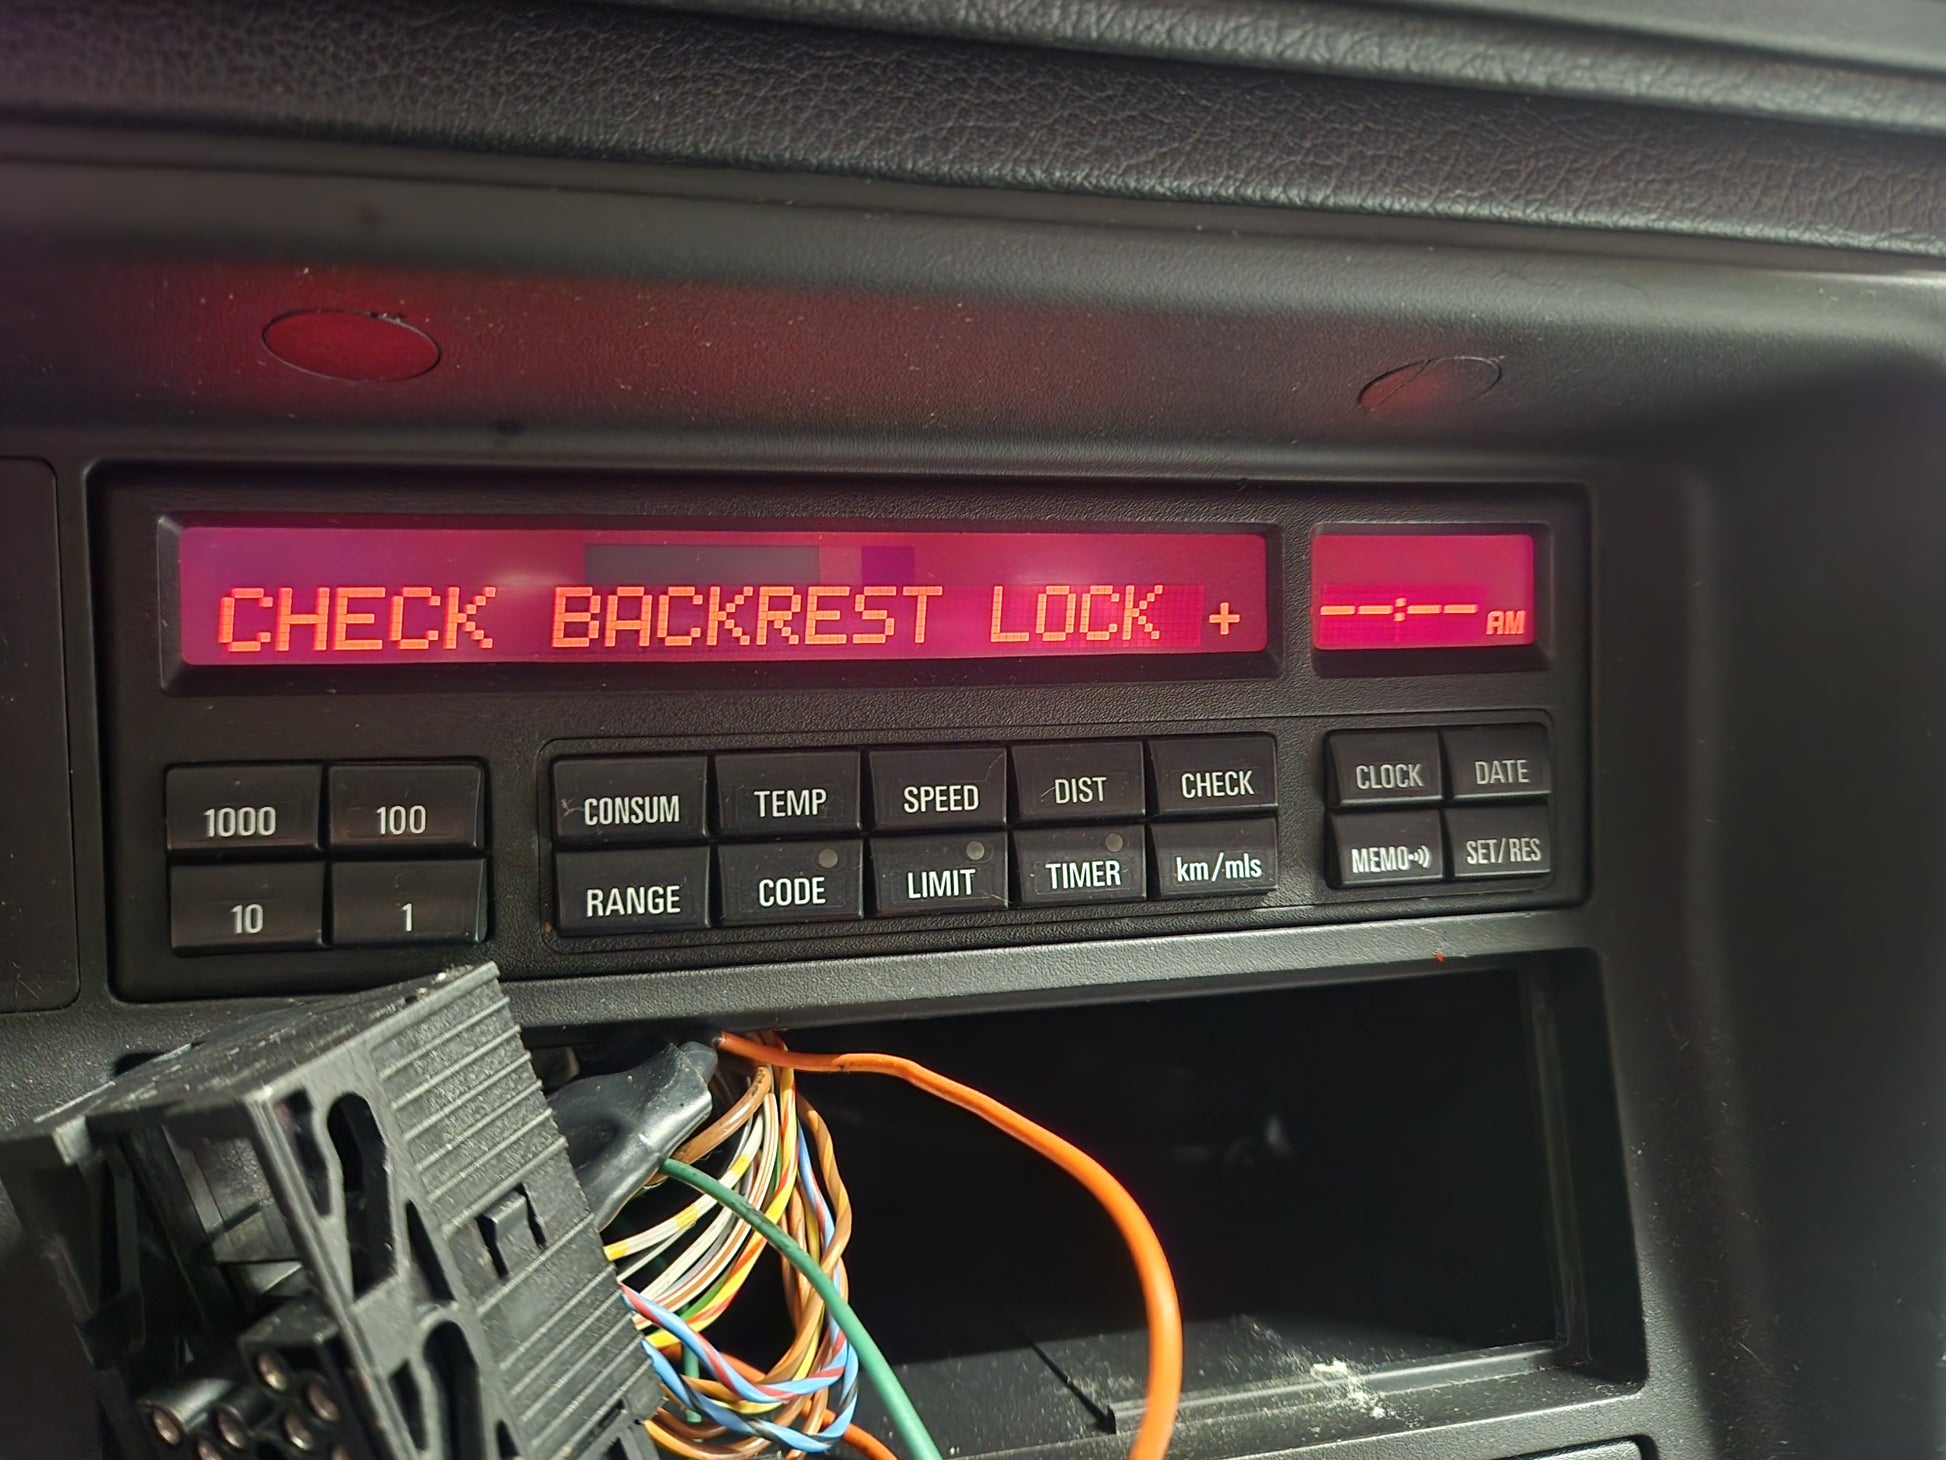 CHECK BACKREST LOCK +
--:-- AM
1000 100
10 1
CONSUM TEMP SPEED DIST CHECK
RANGE CODE LIMIT TIMER km/mls
CLOCK DATE
MEMO SET/RES